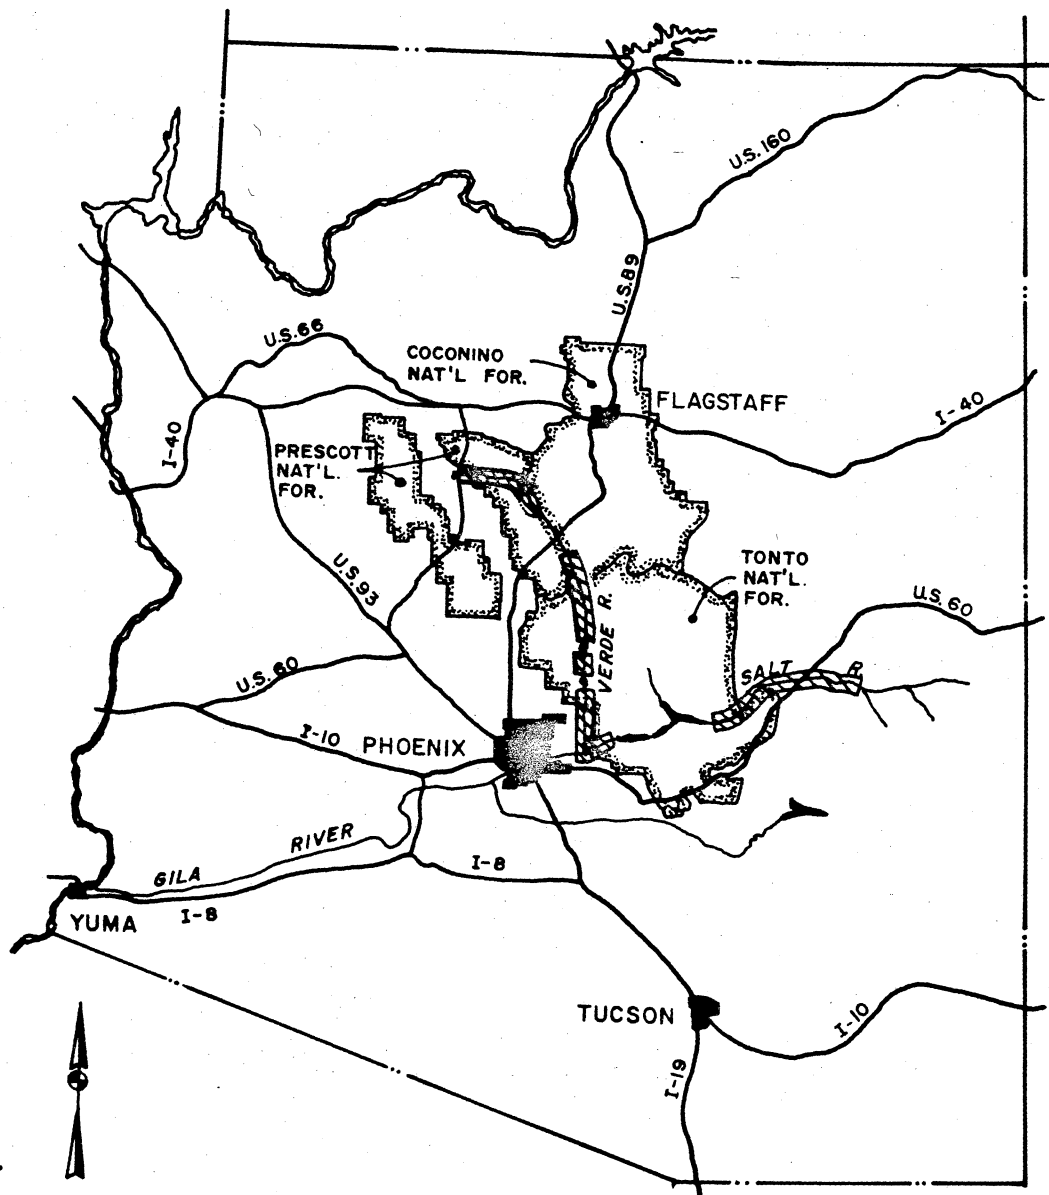 U.S. 160
U.S. 89
U.S. 66
COCONINO
NAT'L FOR.
FLAGSTAFF
I-40
I-40
PRESCOTT
NAT'L.
FOR.
U.S. 93
TONTO
NAT'L.
FOR.
U.S. 60
VERDE R.
SALT R.
U.S. 60
I-10
PHOENIX
GILA RIVER
I-8
I-8
YUMA
TUCSON
I-10
I-19